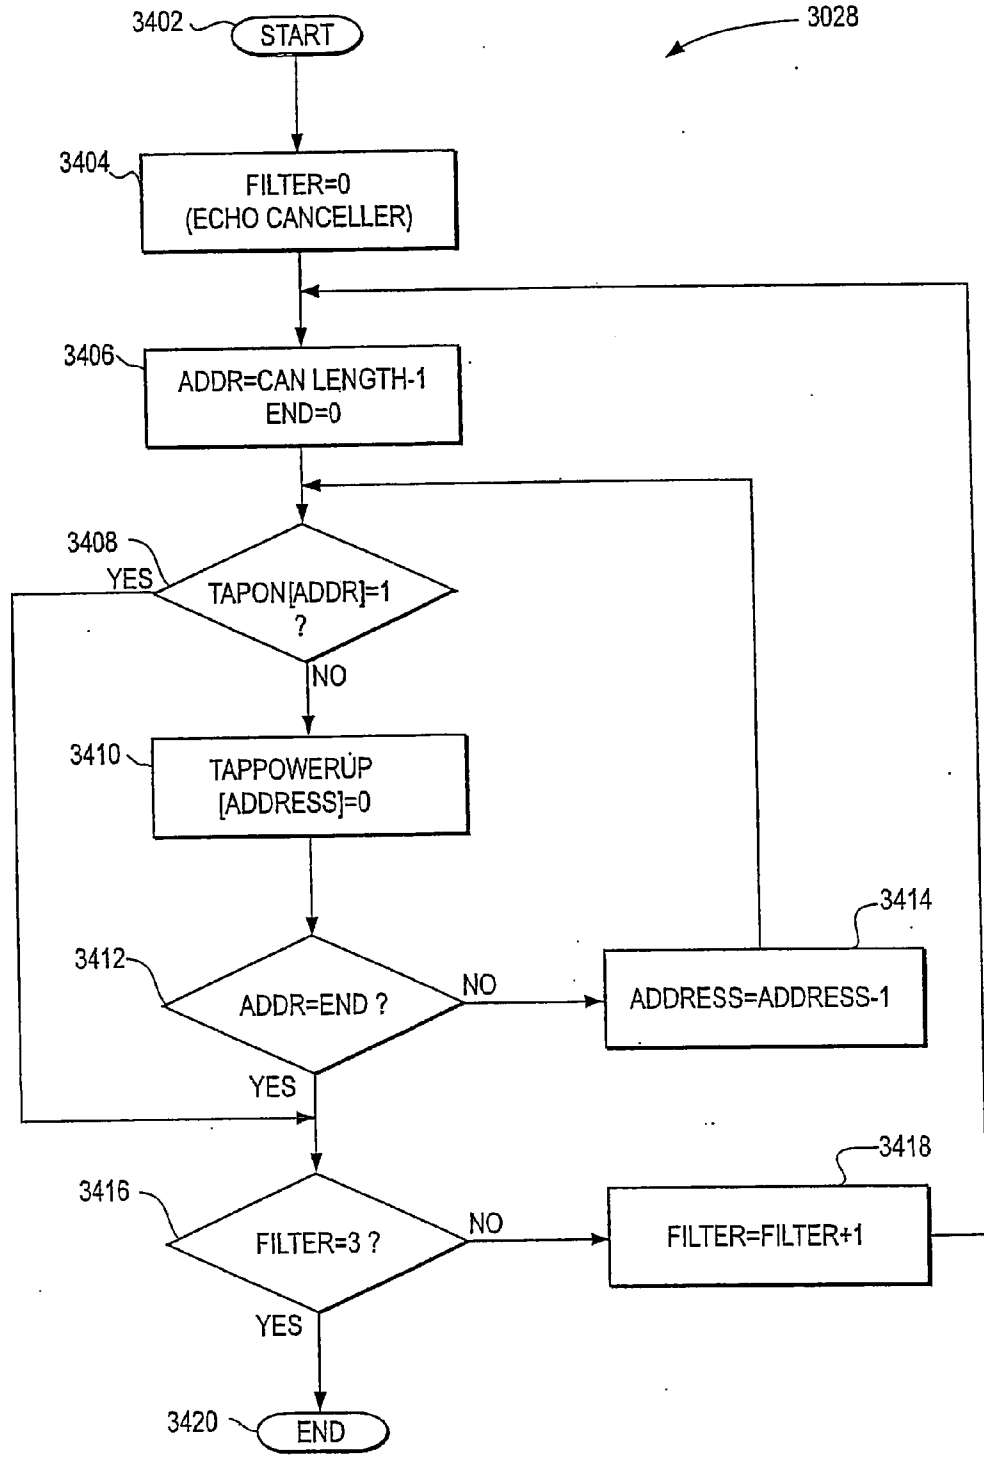 3402
START
3028
3404
FILTER=0
(ECHO CANCELLER)
3406
ADDR=CAN LENGTH-1
END=0
3408
YES
TAPON[ADDR]=1
?
NO
3410
TAPPOWERUP
[ADDRESS]=0
3412
ADDR=END ?
NO
3414
ADDRESS=ADDRESS-1
YES
3416
FILTER=3 ?
NO
3418
FILTER=FILTER+1
YES
3420
END